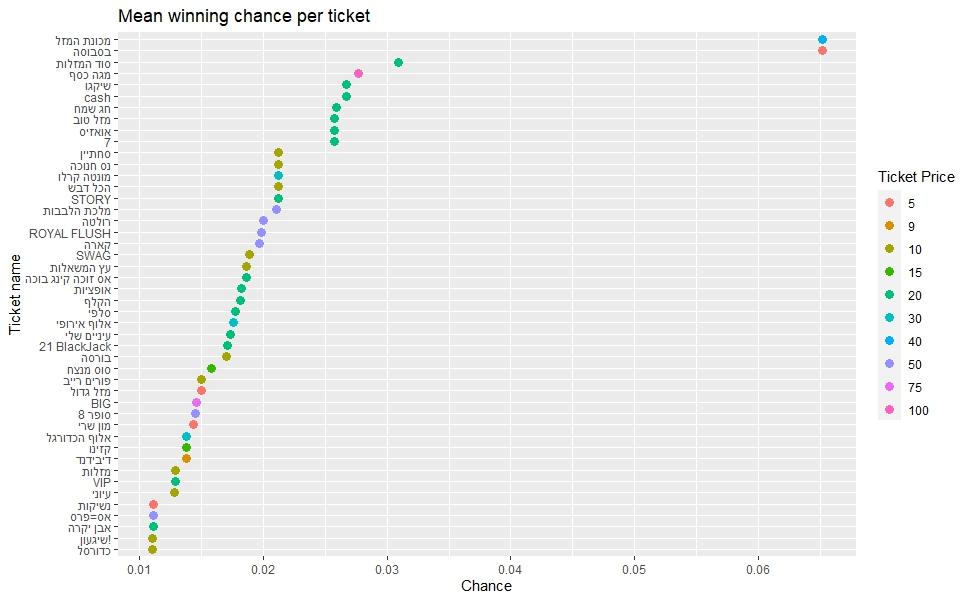 Mean winning chance per ticket
Ticket name
מכונת המזל
בסבוסה
סוד המזלות
מגה כסף
שיקגו
cash
חג שמח
מזל טוב
אואזיס
7
סחתיין
נס חנוכה
מונטה קרלו
הכל דבש
STORY
מלכת הלבבות
רולטה
ROYAL FLUSH
קארה
SWAG
עץ המשאלות
אס זוכה קינג בוכה
אופציות
הקלף
סלפי
אלוף אירופי
עיניים שלי
21 BlackJack
בורסה
סוס מנצח
פורים רייב
מזל גדול
BIG
סופר 8
מון שרי
אלוף הכדורגל
קזינו
דיבידנד
מזלות
VIP
עיוני
נשיקות
אס=פרס
אבן יקרה
שיגעון!
כדורסל
0.01 0.02 0.03 0.04 0.05 0.06
Chance
Ticket Price
5
9
10
15
20
30
40
50
75
100